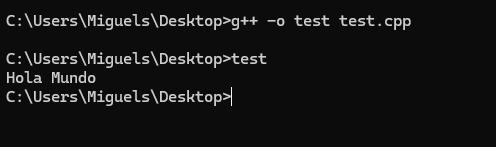 C:\Users\Miguels\Desktop>g++ -o test test.cpp
C:\Users\Miguels\Desktop>test
Hola Mundo
C:\Users\Miguels\Desktop>